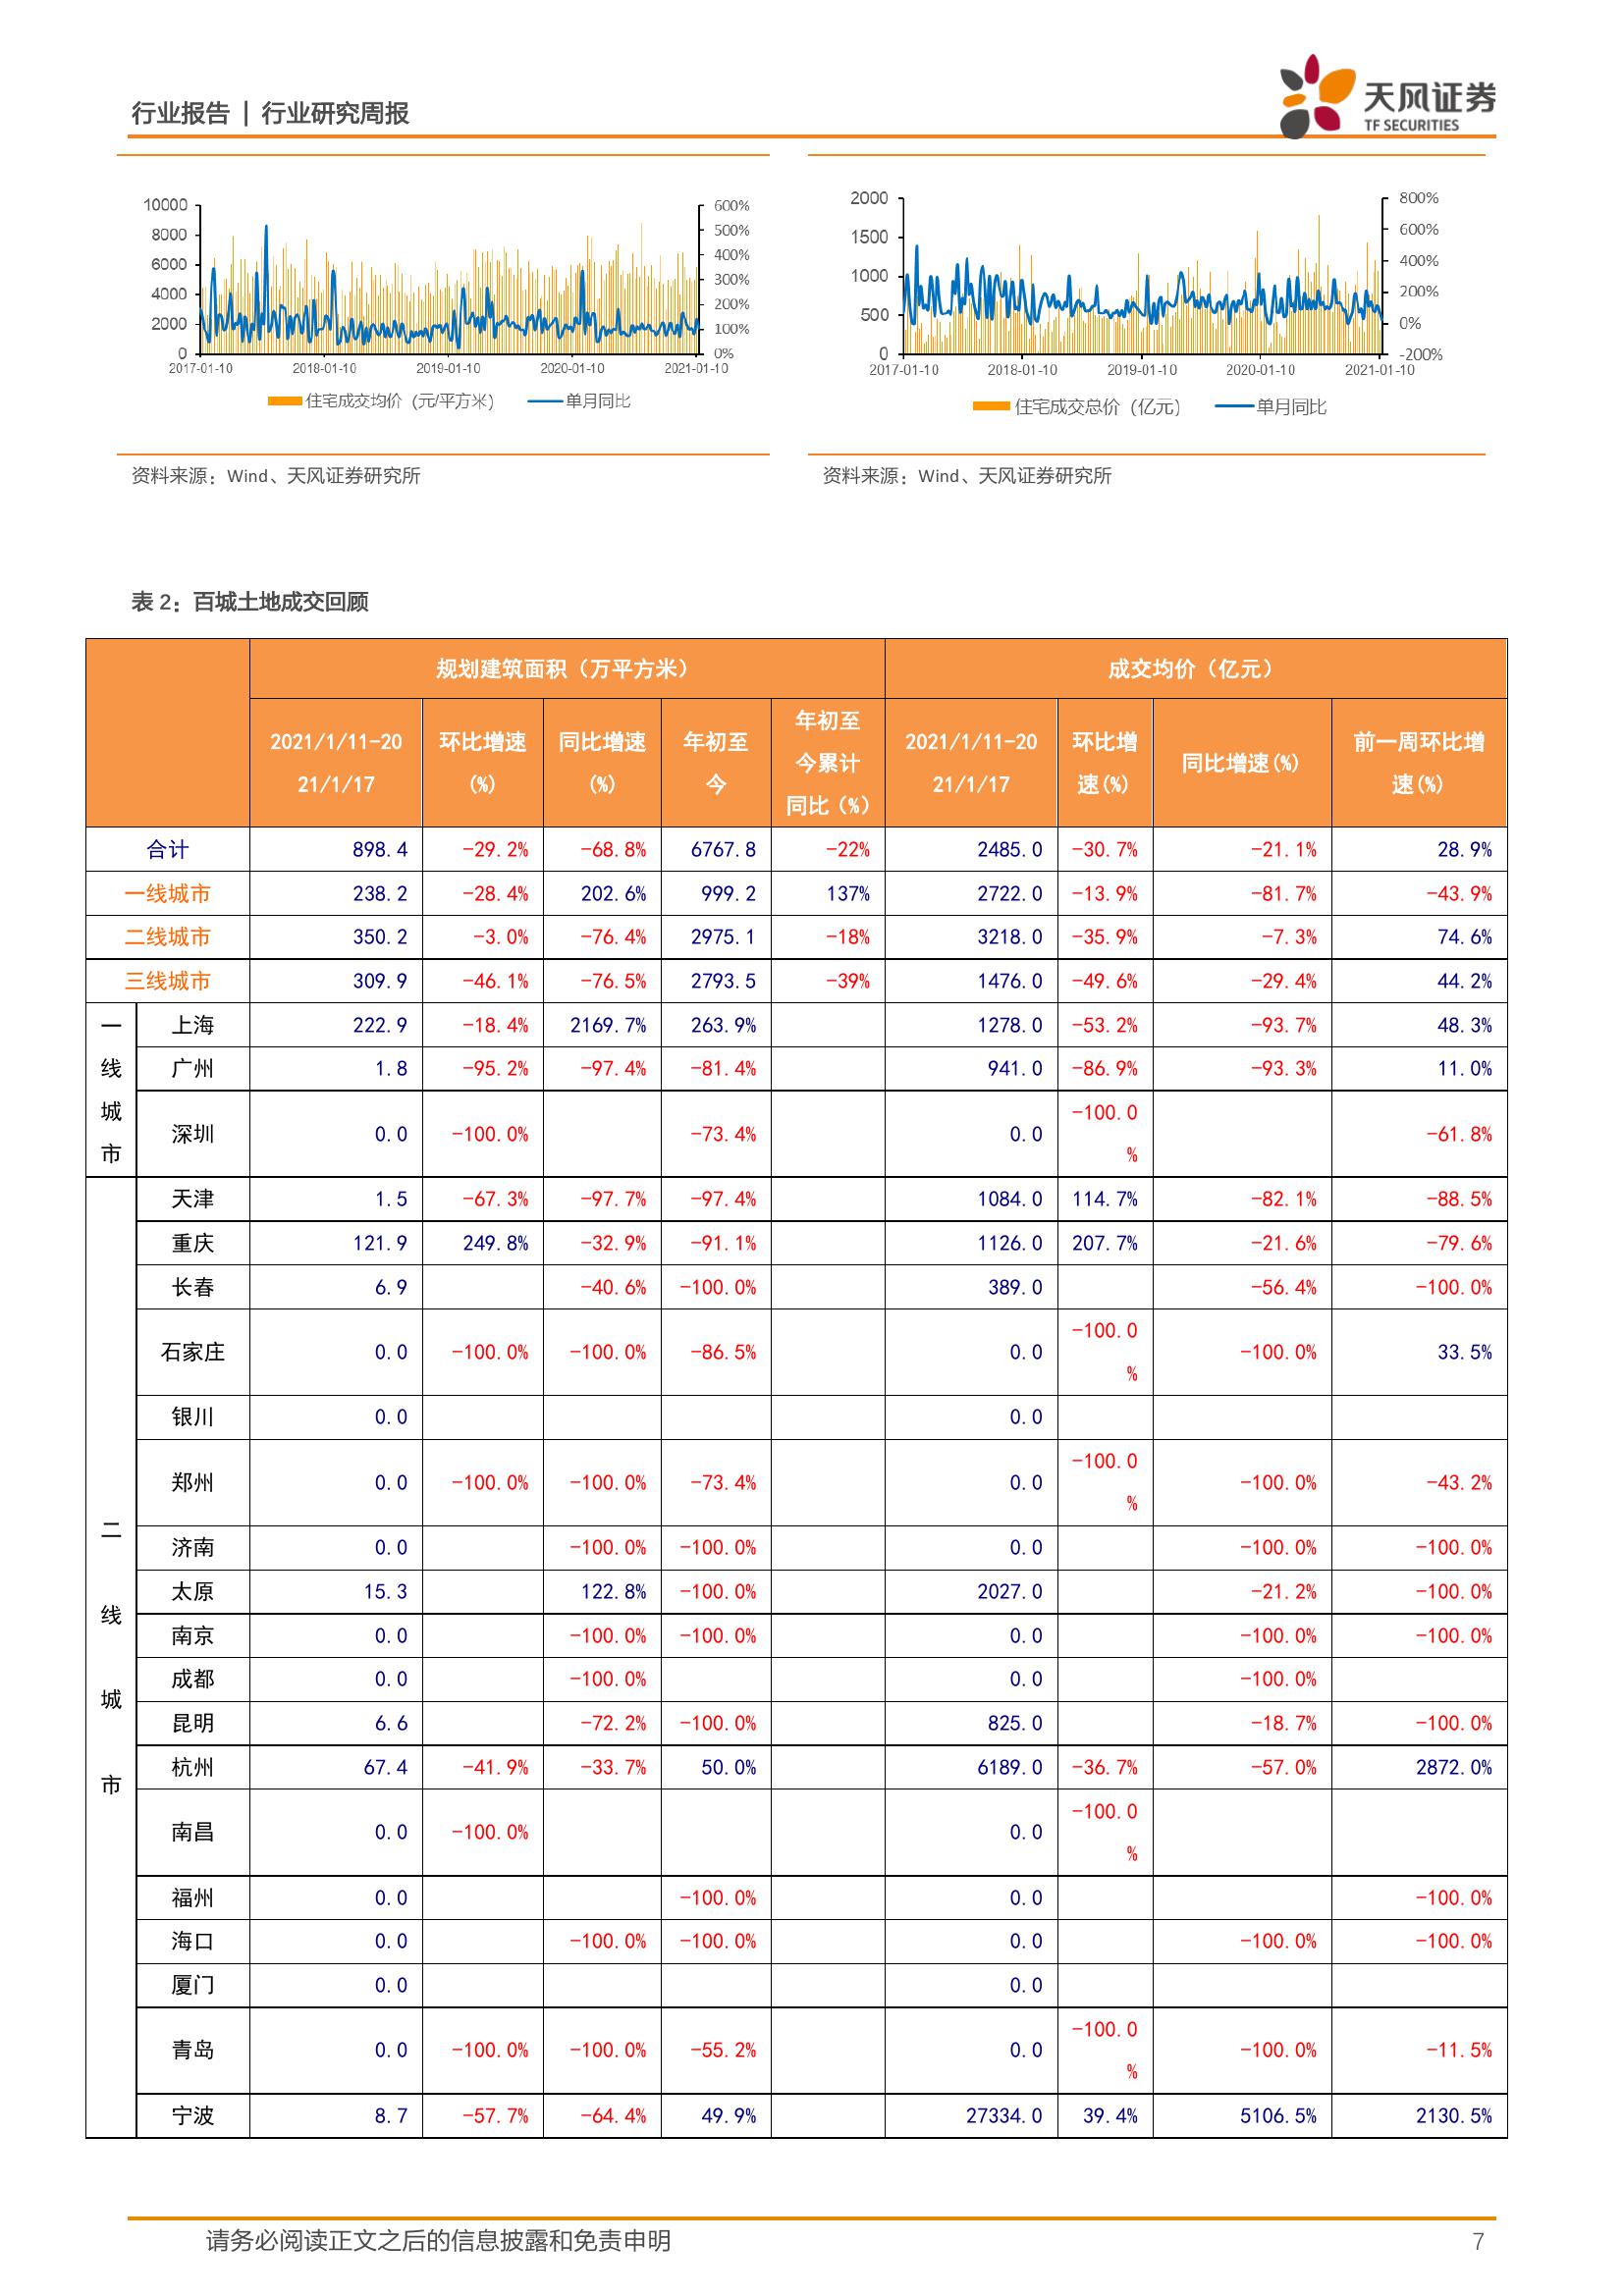 行业报告 | 行业研究周报
天风证券
TF SECURITIES
10000
8000
6000
4000
2000
0
600%
500%
400%
300%
200%
100%
0%
2017-01-10 2018-01-10 2019-01-10 2020-01-10 2021-01-10
住宅成交均价（元/平方米） 单月同比
2000
1500
1000
500
0
800%
600%
400%
200%
0%
-200%
2017-01-10 2018-01-10 2019-01-10 2020-01-10 2021-01-10
住宅成交总价（亿元） 单月同比
资料来源：Wind、天风证券研究所
资料来源：Wind、天风证券研究所
表 2：百城土地成交回顾
规划建筑面积（万平方米） 成交均价（亿元）
2021/1/11-20
21/1/17
环比增速
(%)
同比增速
(%)
年初至
今
年初至
今累计
同比（%）
2021/1/11-20
21/1/17
环比增
速(%)
同比增速(%)
前一周环比增
速(%)
合计 898.4 -29.2% -68.8% 6767.8 -22% 2485.0 -30.7% -21.1% 28.9%
一线城市 238.2 -28.4% 202.6% 999.2 137% 2722.0 -13.9% -81.7% -43.9%
二线城市 350.2 -3.0% -76.4% 2975.1 -18% 3218.0 -35.9% -7.3% 74.6%
三线城市 309.9 -46.1% -76.5% 2793.5 -39% 1476.0 -49.6% -29.4% 44.2%
一
线
城
市
上海 222.9 -18.4% 2169.7% 263.9% 1278.0 -53.2% -93.7% 48.3%
广州 1.8 -95.2% -97.4% -81.4% 941.0 -86.9% -93.3% 11.0%
深圳 0.0 -100.0% -73.4% 0.0 -100.0
% -61.8%
二
线
城
市
天津 1.5 -67.3% -97.7% -97.4% 1084.0 114.7% -82.1% -88.5%
重庆 121.9 249.8% -32.9% -91.1% 1126.0 207.7% -21.6% -79.6%
长春 6.9 -40.6% -100.0% 389.0 -56.4% -100.0%
石家庄 0.0 -100.0% -100.0% -86.5% 0.0 -100.0
% -100.0% 33.5%
银川 0.0 0.0
郑州 0.0 -100.0% -100.0% -73.4% 0.0 -100.0
% -100.0% -43.2%
济南 0.0 -100.0% -100.0% 0.0 -100.0% -100.0%
太原 15.3 122.8% -100.0% 2027.0 -21.2% -100.0%
南京 0.0 -100.0% -100.0% 0.0 -100.0% -100.0%
成都 0.0 -100.0% 0.0 -100.0%
昆明 6.6 -72.2% -100.0% 825.0 -18.7% -100.0%
杭州 67.4 -41.9% -33.7% 50.0% 6189.0 -36.7% -57.0% 2872.0%
南昌 0.0 -100.0% 0.0 -100.0
%
福州 0.0 -100.0% 0.0 -100.0%
海口 0.0 -100.0% -100.0% 0.0 -100.0% -100.0%
厦门 0.0 0.0
青岛 0.0 -100.0% -100.0% -55.2% 0.0 -100.0
% -100.0% -11.5%
宁波 8.7 -57.7% -64.4% 49.9% 27334.0 39.4% 5106.5% 2130.5%
请务必阅读正文之后的信息披露和免责申明
7